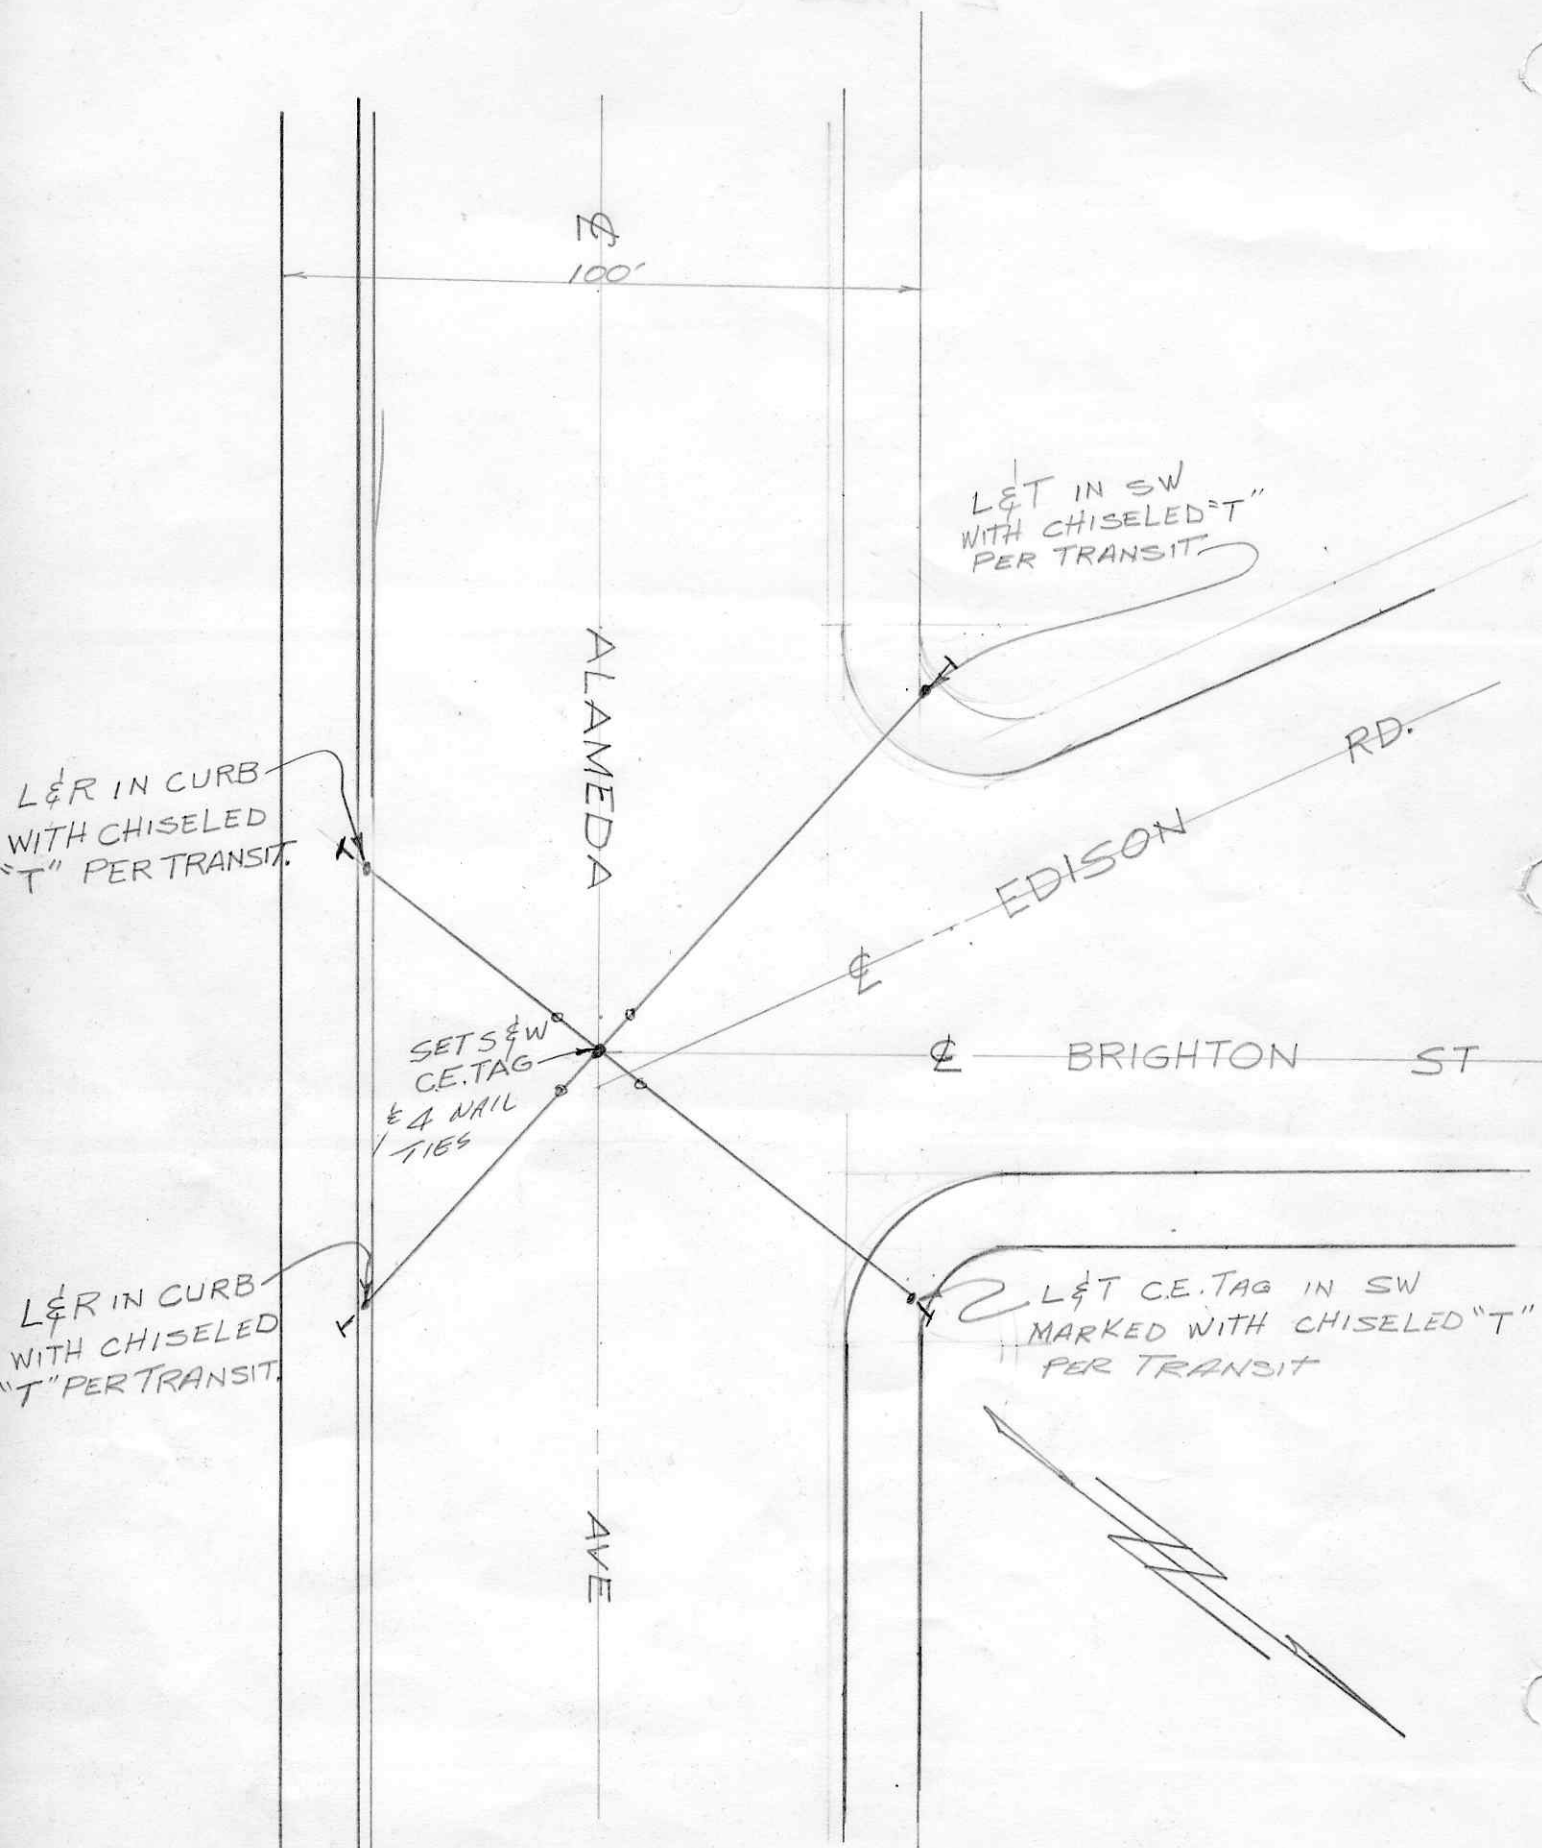 ℄
100'
L&T IN SW
WITH CHISELED "T"
PER TRANSIT
ALAMEDA
AVE
L&R IN CURB
WITH CHISELED
"T" PER TRANSIT.
EDISON RD.
℄
SET S&W
C.E. TAG
& 4 NAIL
TIES
℄ BRIGHTON ST
L&R IN CURB
WITH CHISELED
"T" PER TRANSIT.
L&T C.E. TAG IN SW
MARKED WITH CHISELED "T"
PER TRANSIT
T
T
T
T